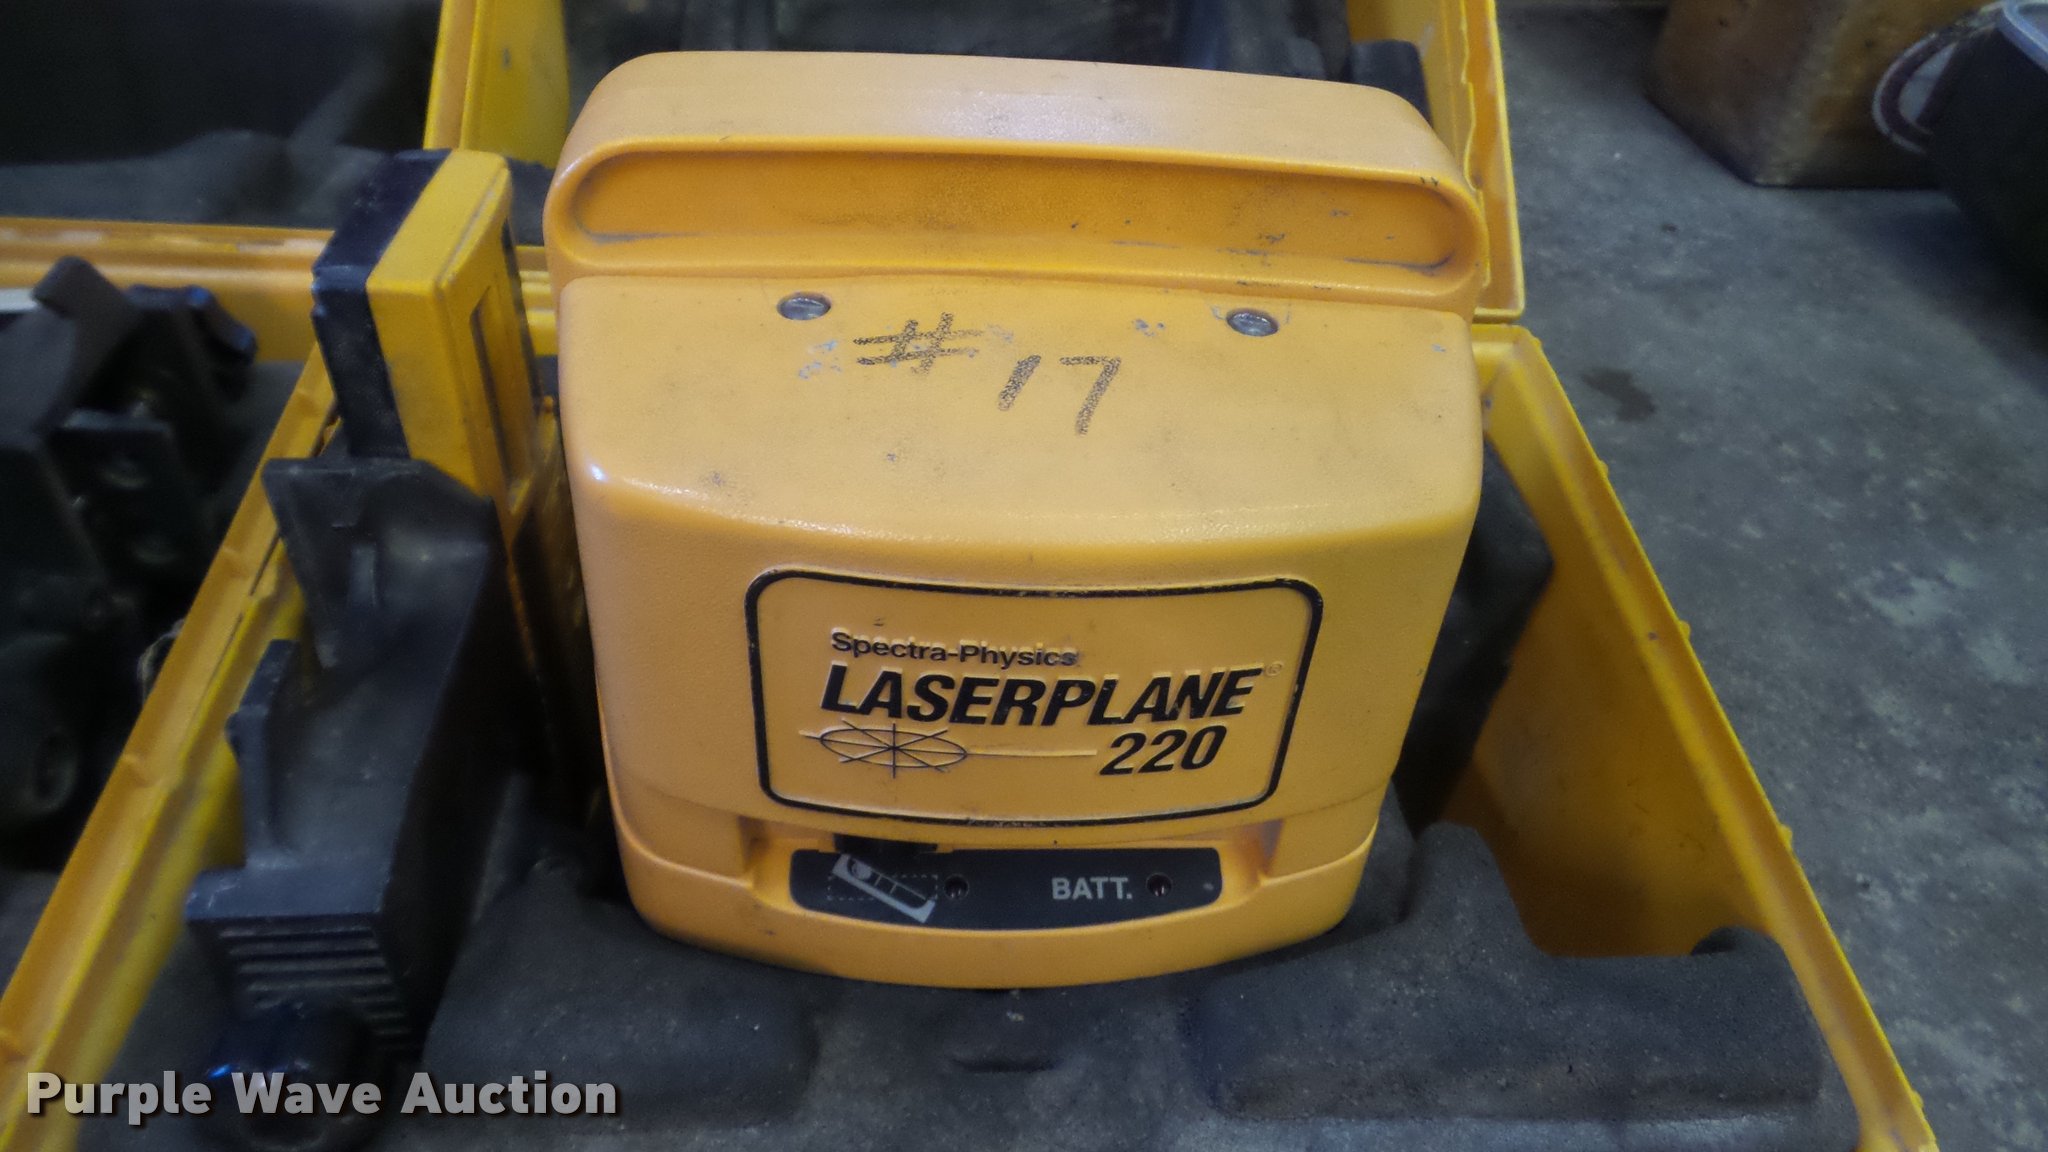 #17
Spectra-Physics
LASERPLANE®
220
BATT.
Purple Wave Auction